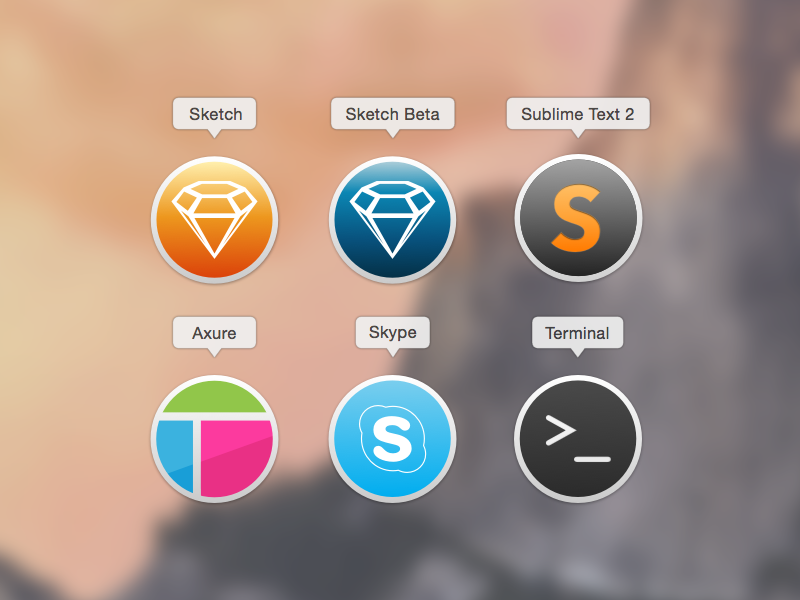 Sketch
Sketch Beta
Sublime Text 2
S
Axure
Skype
Terminal
S
>_